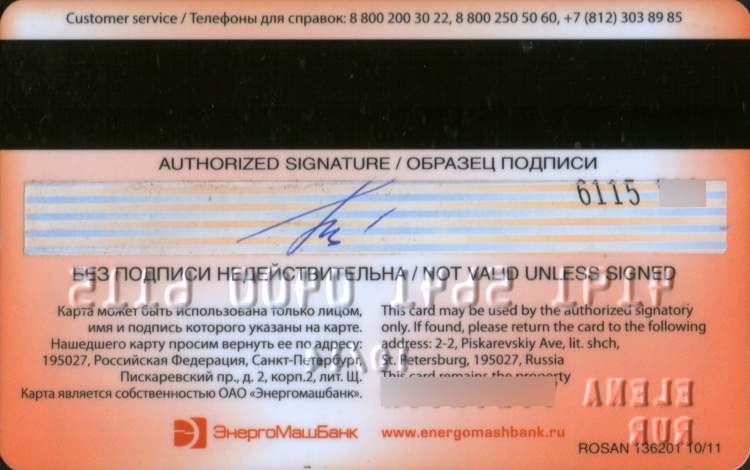 Customer service / Телефоны для справок: 8 800 200 30 22, 8 800 250 50 60, +7 (812) 303 89 85
AUTHORIZED SIGNATURE / ОБРАЗЕЦ ПОДПИСИ
6115
БЕЗ ПОДПИСИ НЕДЕЙСТВИТЕЛЬНА / NOT VALID UNLESS SIGNED
Карта может быть использована только лицом,
имя и подпись которого указаны на карте.
Нашедшего карту просим вернуть ее по адресу:
195027, Российская Федерация, Санкт-Петербург,
Пискаревский пр., д. 2, корп.2, лит. Щ.
Карта является собственностью ОАО «Энергомашбанк».
This card may be used by the authorized signatory
only. If found, please return the card to the following
address: 2-2, Piskarevskiy Ave, lit. shch,
St. Petersburg, 195027, Russia
This card remains the property
ELENA
RUR
ЭнергоМашБанк
www.energomashbank.ru
ROSAN 136201 10/11